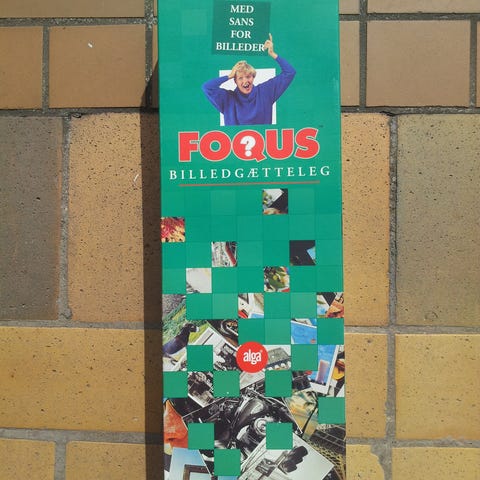 MED
SANS
FOR
BILLEDER
FOQUS
BILLEDGÆTTELEG
alga